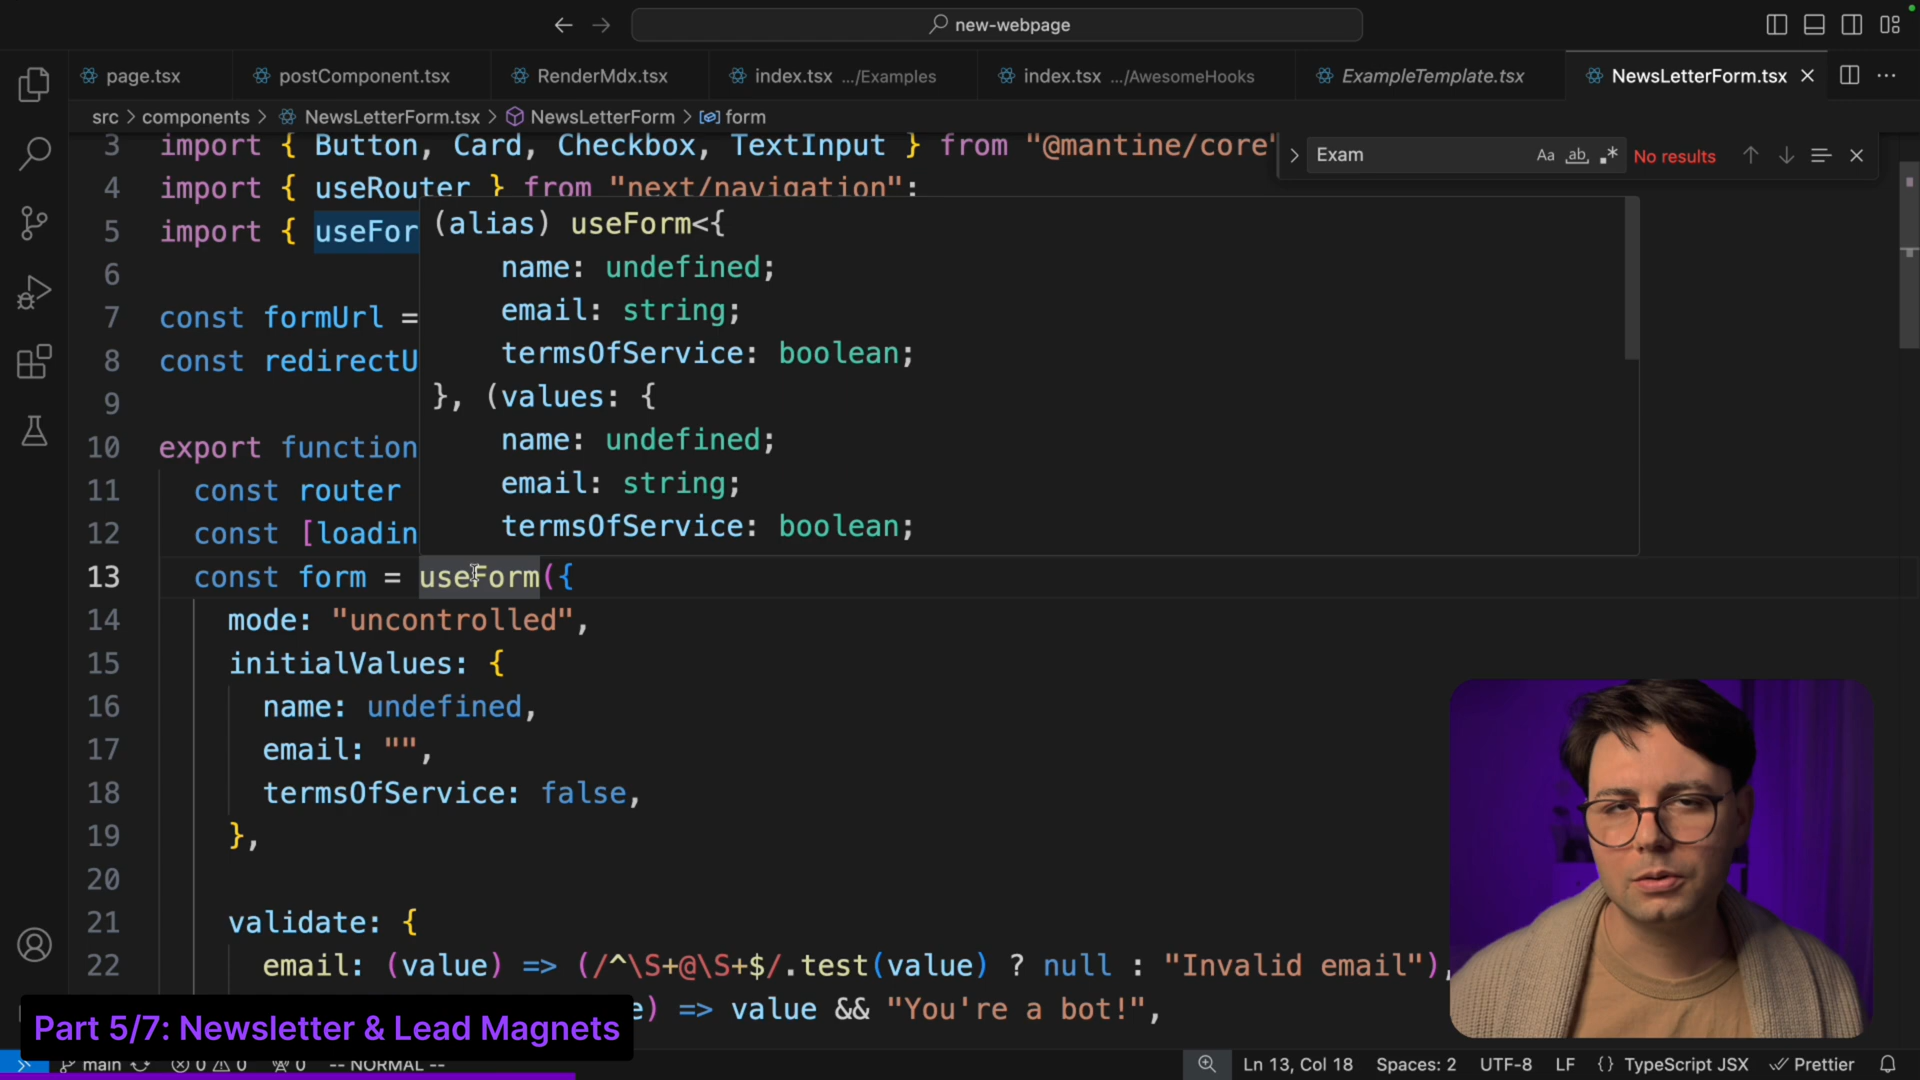 new-webpage
page.tsx postComponent.tsx RenderMdx.tsx index.tsx .../Examples index.tsx .../AwesomeHooks ExampleTemplate.tsx NewsLetterForm.tsx
src > components > NewsLetterForm.tsx > NewsLetterForm > form
Exam Aa ab .* No results
3 import { Button, Card, Checkbox, TextInput } from "@mantine/core"
4 import { useRouter } from "next/navigation";
5 import { useFor
6
7 const formUrl =
8 const redirectU
9
10 export function
11 const router
12 const [loadin
(alias) useForm<{
name: undefined;
email: string;
termsOfService: boolean;
}, (values: {
name: undefined;
email: string;
termsOfService: boolean;
13 const form = useForm({
14 mode: "uncontrolled",
15 initialValues: {
16 name: undefined,
17 email: "",
18 termsOfService: false,
19 },
20
21 validate: {
22 email: (value) => (/^\S+@\S+$/.test(value) ? null : "Invalid email"),
e) => value && "You're a bot!",
Part 5/7: Newsletter & Lead Magnets
main 0 0 0 -- NORMAL -- Ln 13, Col 18 Spaces: 2 UTF-8 LF {} TypeScript JSX Prettier